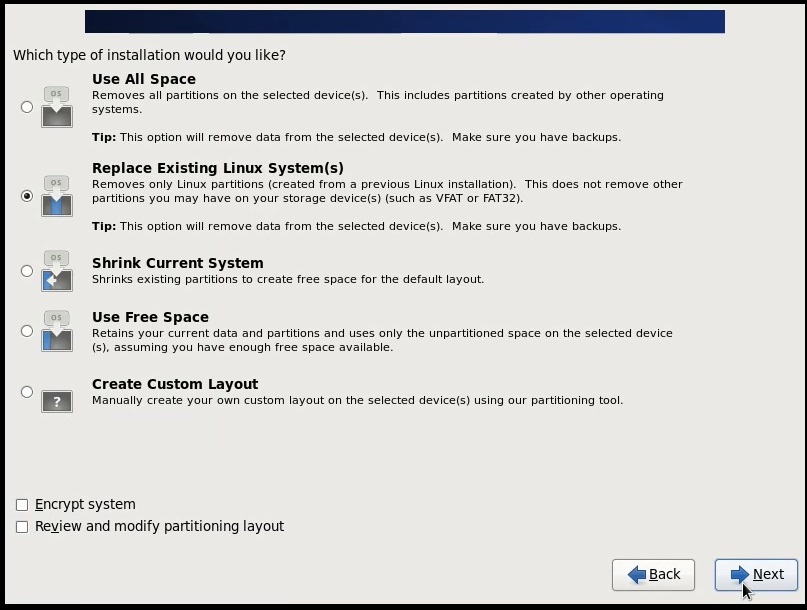 Which type of installation would you like?
OS
Use All Space
Removes all partitions on the selected device(s).  This includes partitions created by other operating
systems.
Tip: This option will remove data from the selected device(s).  Make sure you have backups.
OS
Replace Existing Linux System(s)
Removes only Linux partitions (created from a previous Linux installation).  This does not remove other
partitions you may have on your storage device(s) (such as VFAT or FAT32).
Tip: This option will remove data from the selected device(s).  Make sure you have backups.
OS
Shrink Current System
Shrinks existing partitions to create free space for the default layout.
OS
Use Free Space
Retains your current data and partitions and uses only the unpartitioned space on the selected device
(s), assuming you have enough free space available.
?
Create Custom Layout
Manually create your own custom layout on the selected device(s) using our partitioning tool.
Encrypt system
Review and modify partitioning layout
Back
Next